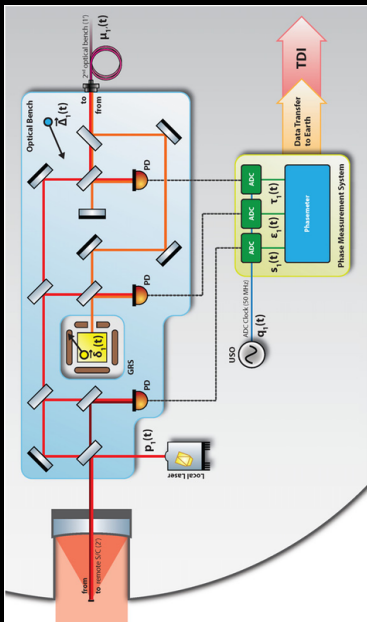 TDI
Data Transfer
to Earth
2nd optical bench (1')
μ₁'(t)
to
from
Optical Bench
Δ⃗₁(t)
PD
ADC
ADC
ADC
τ₁(t)
ε₁(t)
s₁(t)
Phasemeter
Phase Measurement System
PD
ADC Clock (50 MHz)
q₁(t)
USO
δ⃗₁(t)
GRS
PD
p₁(t)
Local Laser
from
to remote S/C (2')